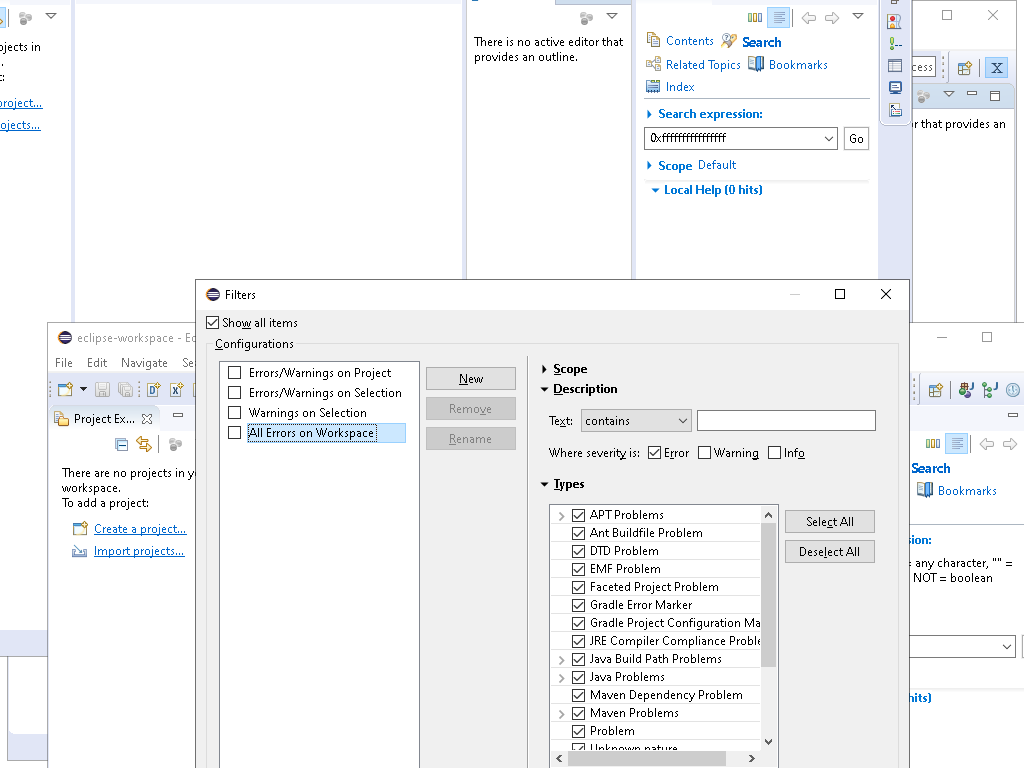 ojects in
project...
ojects...
There is no active editor that
provides an outline.
Contents
Search
Related Topics
Bookmarks
Index
Search expression:
0xffffffffffffffff
Go
Scope
Default
Local Help (0 hits)
cess
X
or that provides an
Filters
Show all items
Configurations
Errors/Warnings on Project
Errors/Warnings on Selection
Warnings on Selection
All Errors on Workspace
New
Remove
Rename
Scope
Description
Text:
contains
Where severity is:
Error
Warning
Info
Types
APT Problems
Ant Buildfile Problem
DTD Problem
EMF Problem
Faceted Project Problem
Gradle Error Marker
Gradle Project Configuration Ma
JRE Compiler Compliance Proble
Java Build Path Problems
Java Problems
Maven Dependency Problem
Maven Problems
Problem
Unknown nature
Select All
Deselect All
eclipse-workspace - Ec
File
Edit
Navigate
Se
Project Ex...
There are no projects in y
workspace.
To add a project:
Create a project...
Import projects...
Search
Bookmarks
sion:
= any character, "" =
NOT = boolean
hits)